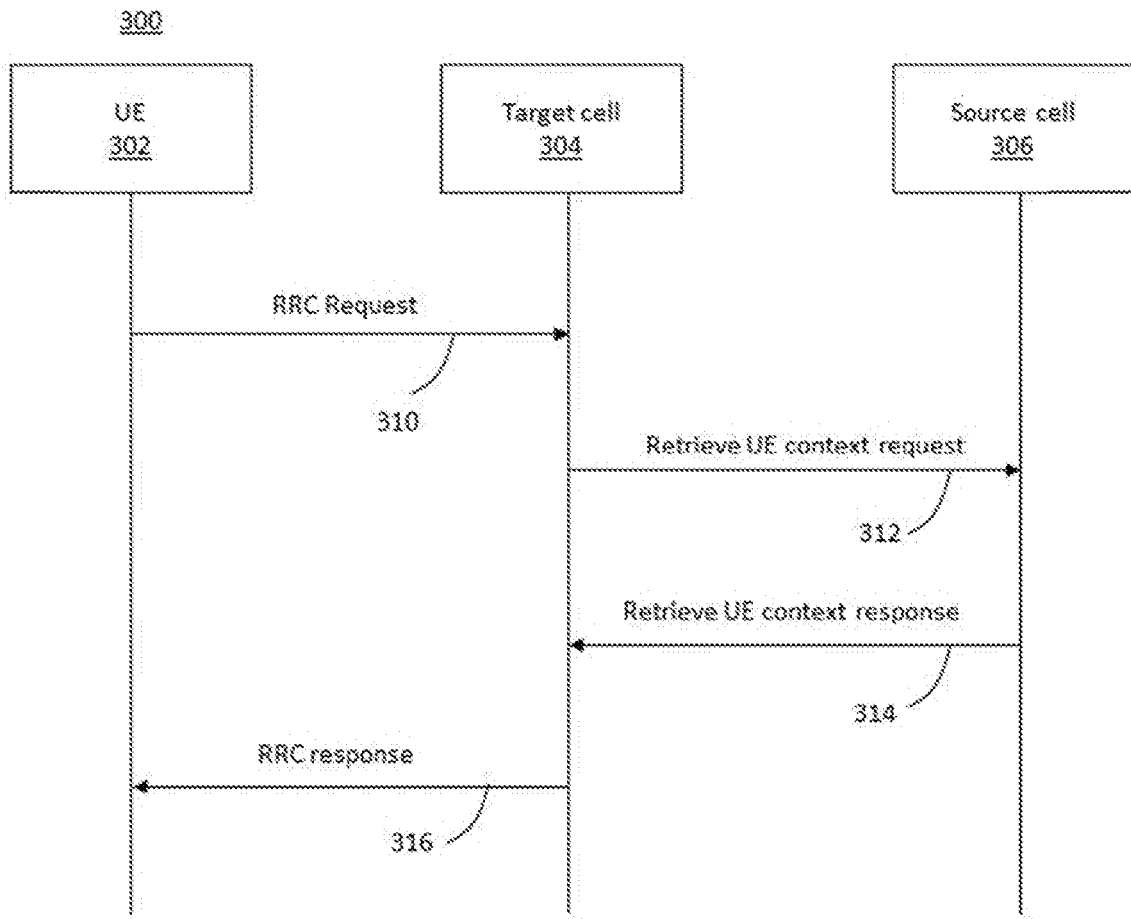 300
UE
302
Target cell
304
Source cell
306
RRC Request
310
Retrieve UE context request
312
Retrieve UE context response
314
RRC response
316